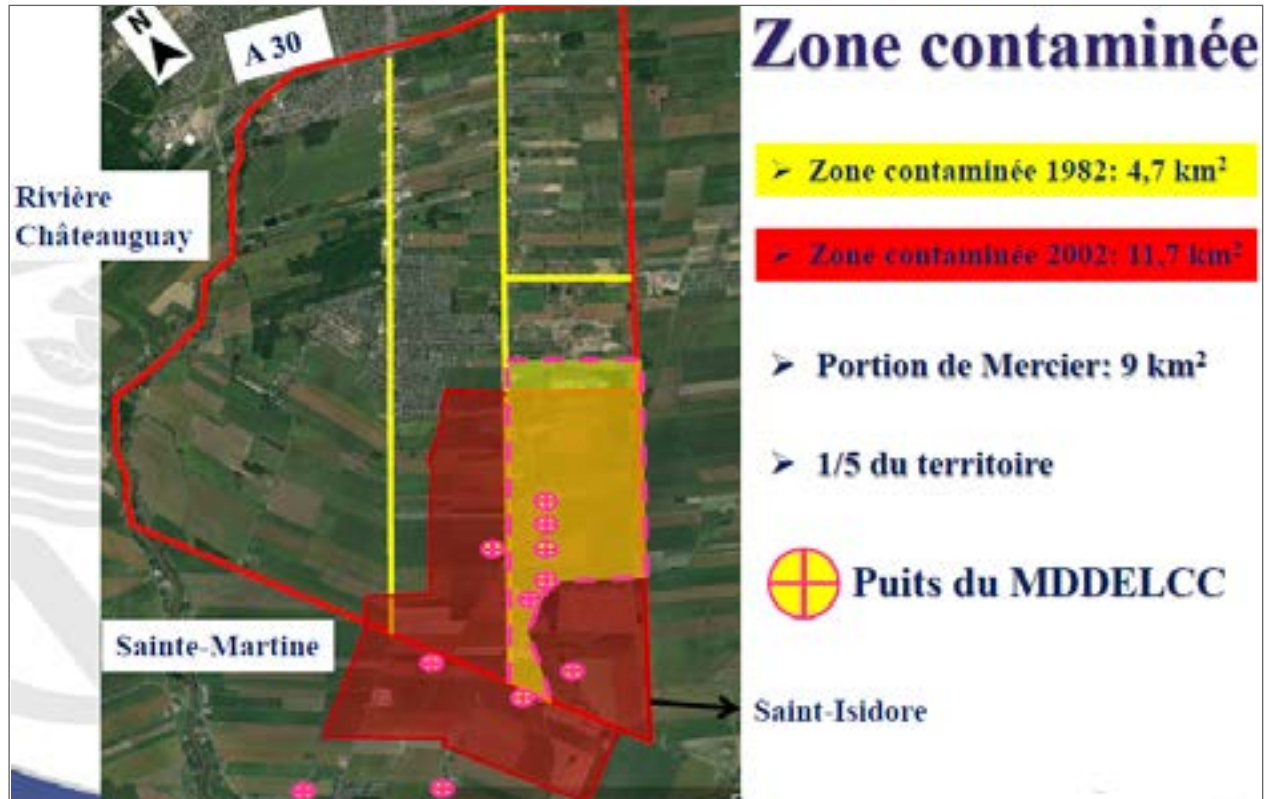 N
A 30
Zone contaminée
➢ Zone contaminée 1982: 4,7 km²
Rivière
Châteauguay
➢ Zone contaminée 2002: 11,7 km²
➢ Portion de Mercier: 9 km²
➢ 1/5 du territoire
Puits du MDDELCC
Sainte-Martine
Saint-Isidore